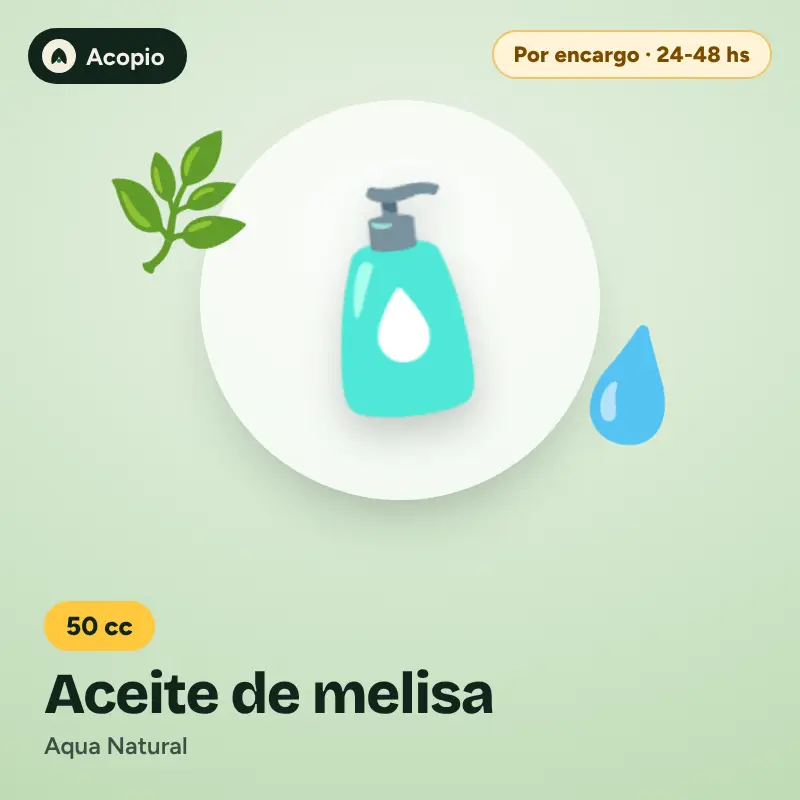 Acopio
Por encargo · 24-48 hs
50 cc
Aceite de melisa
Aqua Natural